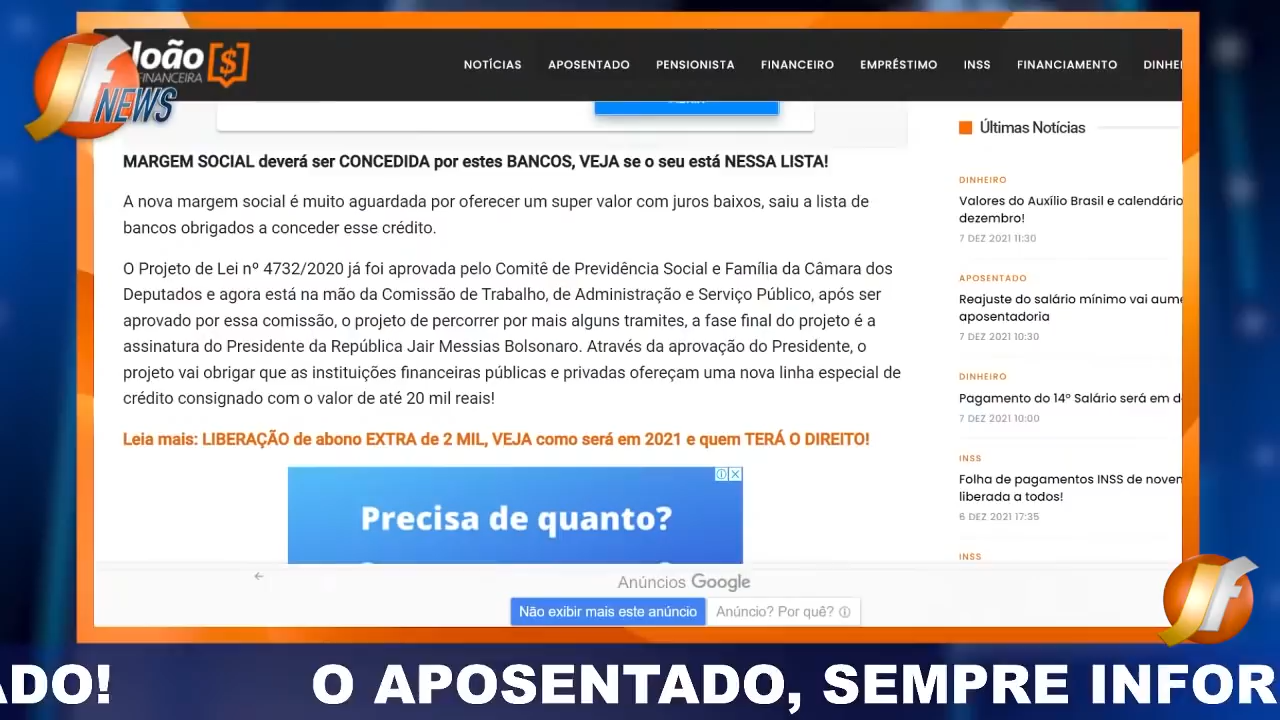 João
FINANCEIRA
Jf
NEWS
NOTÍCIAS APOSENTADO PENSIONISTA FINANCEIRO EMPRÉSTIMO INSS FINANCIAMENTO DINHEI
MARGEM SOCIAL deverá ser CONCEDIDA por estes BANCOS, VEJA se o seu está NESSA LISTA!
A nova margem social é muito aguardada por oferecer um super valor com juros baixos, saiu a lista de
bancos obrigados a conceder esse crédito.
O Projeto de Lei nº 4732/2020 já foi aprovada pelo Comitê de Previdência Social e Família da Câmara dos
Deputados e agora está na mão da Comissão de Trabalho, de Administração e Serviço Público, após ser
aprovado por essa comissão, o projeto de percorrer por mais alguns tramites, a fase final do projeto é a
assinatura do Presidente da República Jair Messias Bolsonaro. Através da aprovação do Presidente, o
projeto vai obrigar que as instituições financeiras públicas e privadas ofereçam uma nova linha especial de
crédito consignado com o valor de até 20 mil reais!
Leia mais: LIBERAÇÃO de abono EXTRA de 2 MIL, VEJA como será em 2021 e quem TERÁ O DIREITO!
Precisa de quanto?
Anúncios Google
Não exibir mais este anúncio
Anúncio? Por quê?
Últimas Notícias
DINHEIRO
Valores do Auxílio Brasil e calendário
dezembro!
7 DEZ 2021 11:30
APOSENTADO
Reajuste do salário mínimo vai aume
aposentadoria
7 DEZ 2021 10:30
DINHEIRO
Pagamento do 14º Salário será em d
7 DEZ 2021 10:00
INSS
Folha de pagamentos INSS de noven
liberada a todos!
6 DEZ 2021 17:35
INSS
Jf
ADO! O APOSENTADO, SEMPRE INFOR